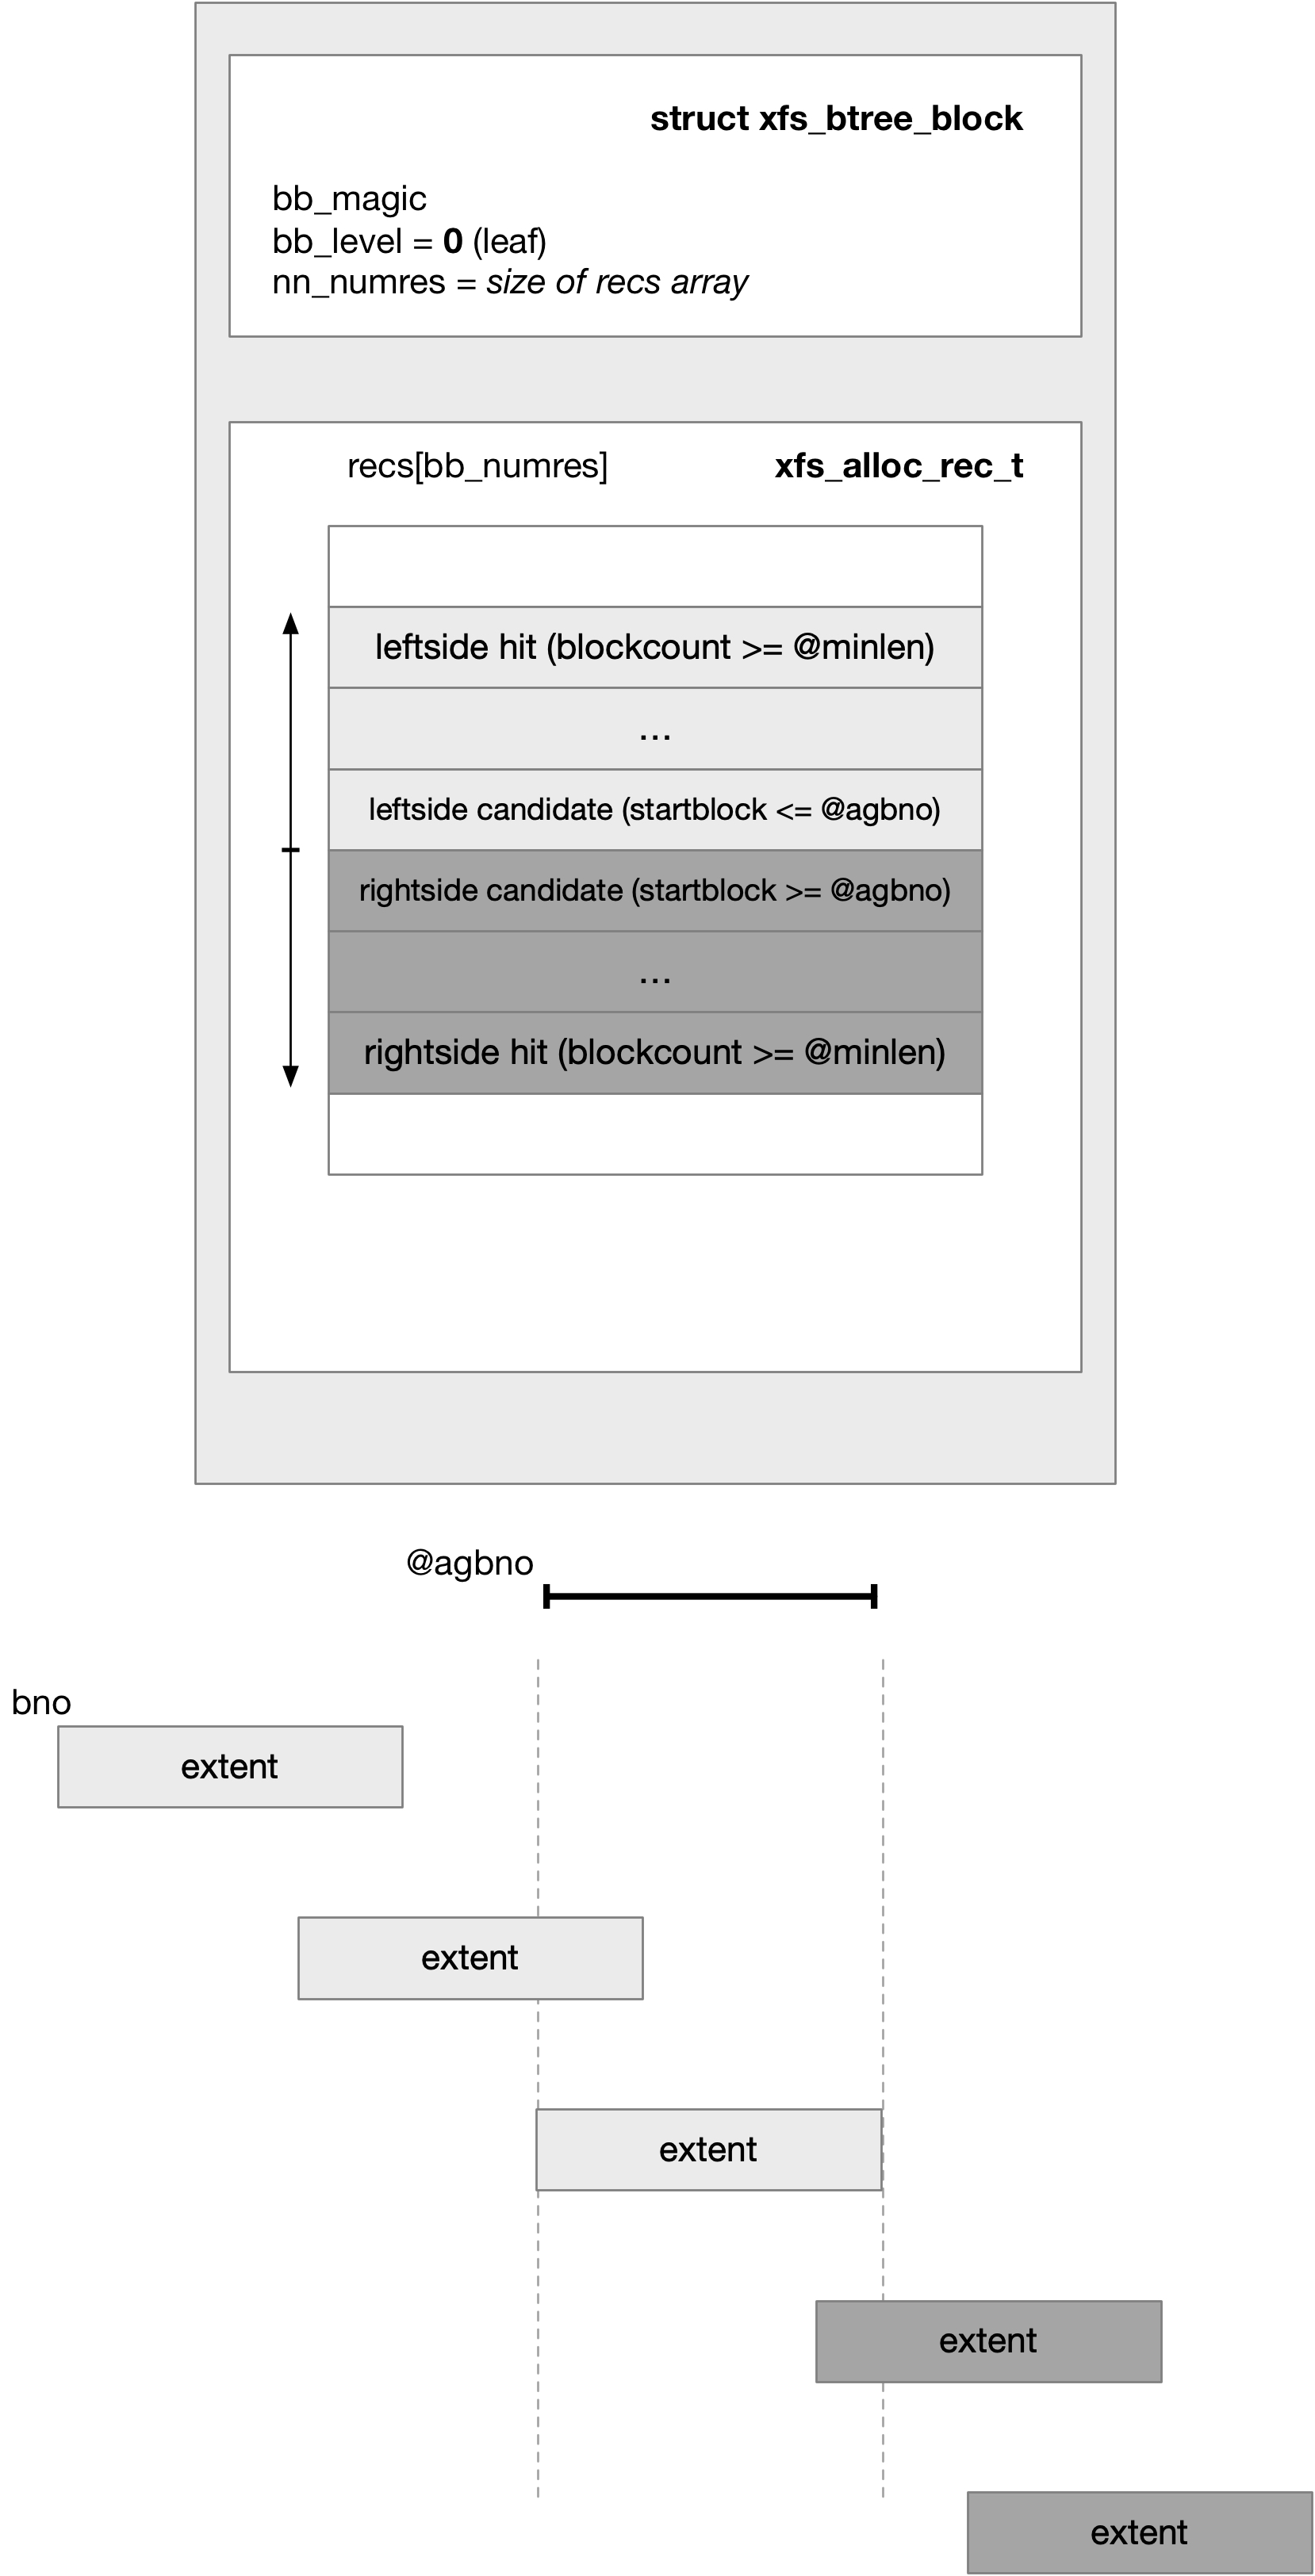 struct xfs_btree_block
bb_magic
bb_level = 0 (leaf)
nn_numres = size of recs array
recs[bb_numres] xfs_alloc_rec_t
leftside hit (blockcount >= @minlen)
...
leftside candidate (startblock <= @agbno)
rightside candidate (startblock >= @agbno)
...
rightside hit (blockcount >= @minlen)
@agbno
bno
extent
extent
extent
extent
extent